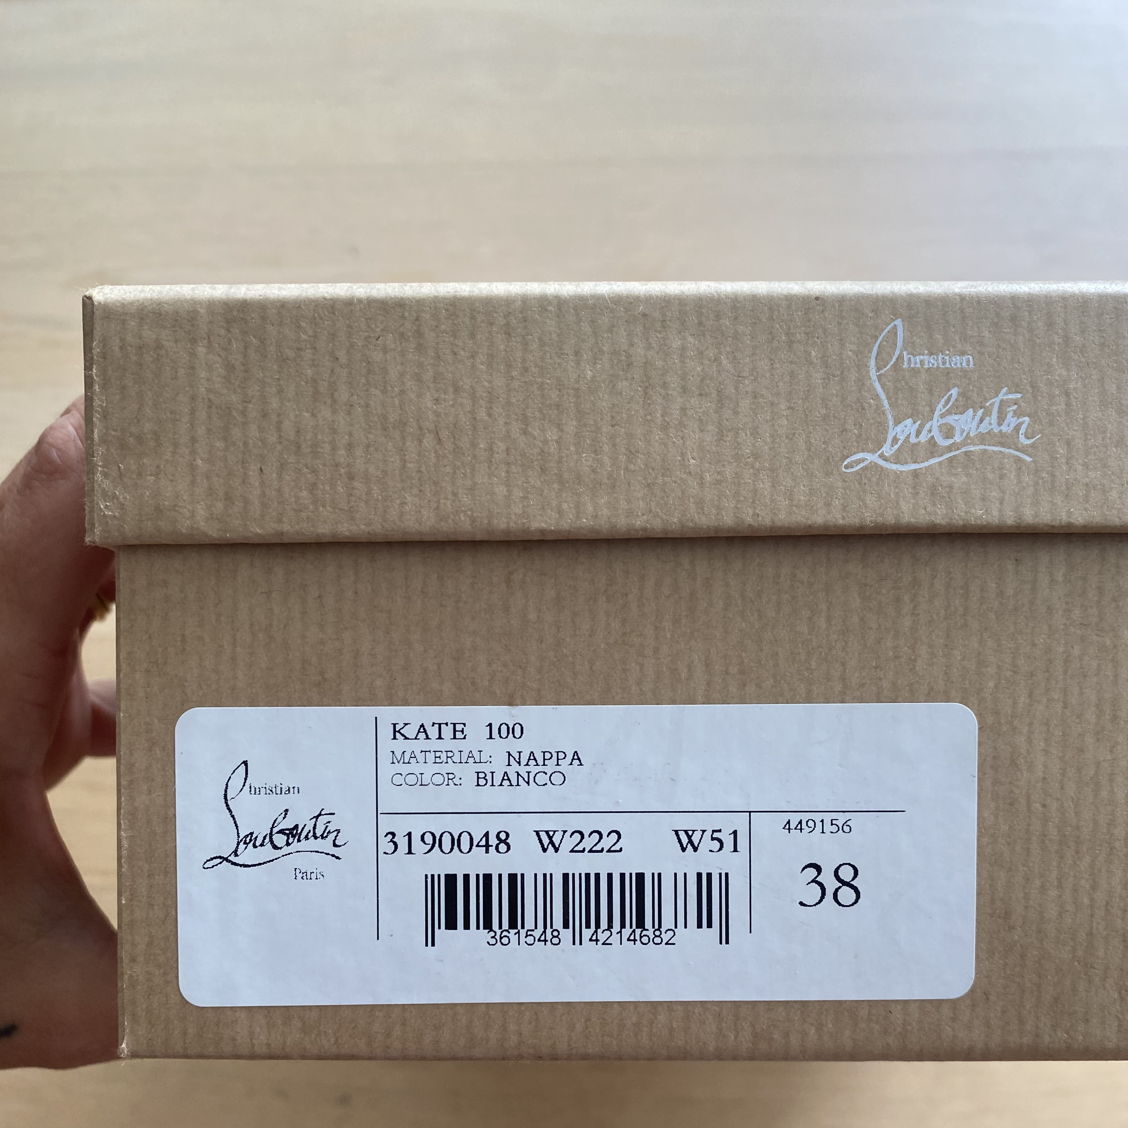 Christian
Louboutin
KATE 100
MATERIAL: NAPPA
COLOR: BIANCO
Christian
Louboutin
Paris
3190048 W222 W51
449156
38
361548 4214682